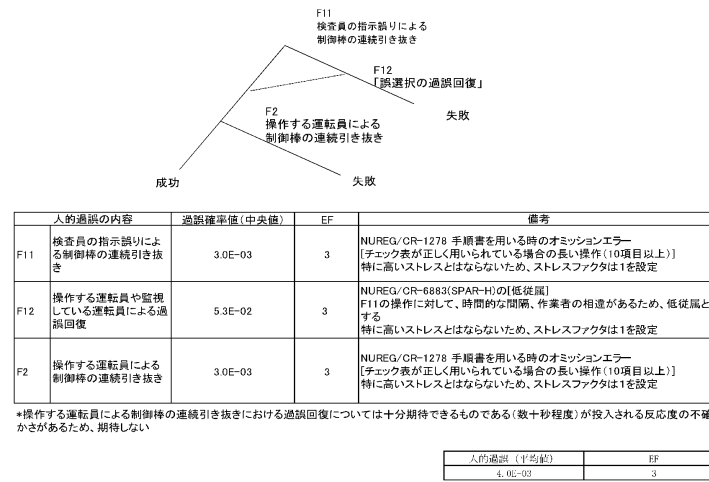 F11
検査員の指示誤りによる
制御棒の連続引き抜き
F12
「誤選択の過誤回復」
失敗
F2
操作する運転員による
制御棒の連続引き抜き
成功
失敗
人的過誤の内容 過誤確率値(中央値) EF 備考
F11 検査員の指示誤りによ
る制御棒の連続引き抜
き
3.0E-03 3
NUREG/CR-1278 手順書を用いる時のオミッションエラー
[チェック表が正しく用いられている場合の長い操作(10項目以上)]
特に高いストレスとはならないため、ストレスファクタは1を設定
F12 操作する運転員や監視
している運転員による過
誤回復
5.3E-02 3
NUREG/CR-6883(SPAR-H)の[低従属]
F11の操作に対して、時間的な間隔、作業者の相違があるため、低従属と
する
特に高いストレスとはならないため、ストレスファクタは1を設定
F2 操作する運転員による
制御棒の連続引き抜き
3.0E-03 3
NUREG/CR-1278 手順書を用いる時のオミッションエラー
[チェック表が正しく用いられている場合の長い操作(10項目以上)]
特に高いストレスとはならないため、ストレスファクタは1を設定
*操作する運転員による制御棒の連続引き抜きにおける過誤回復については十分期待できるものである(数十秒程度)が投入される反応度の不確
かさがあるため、期待しない
人的過誤(平均値) EF
4.0E-03 3